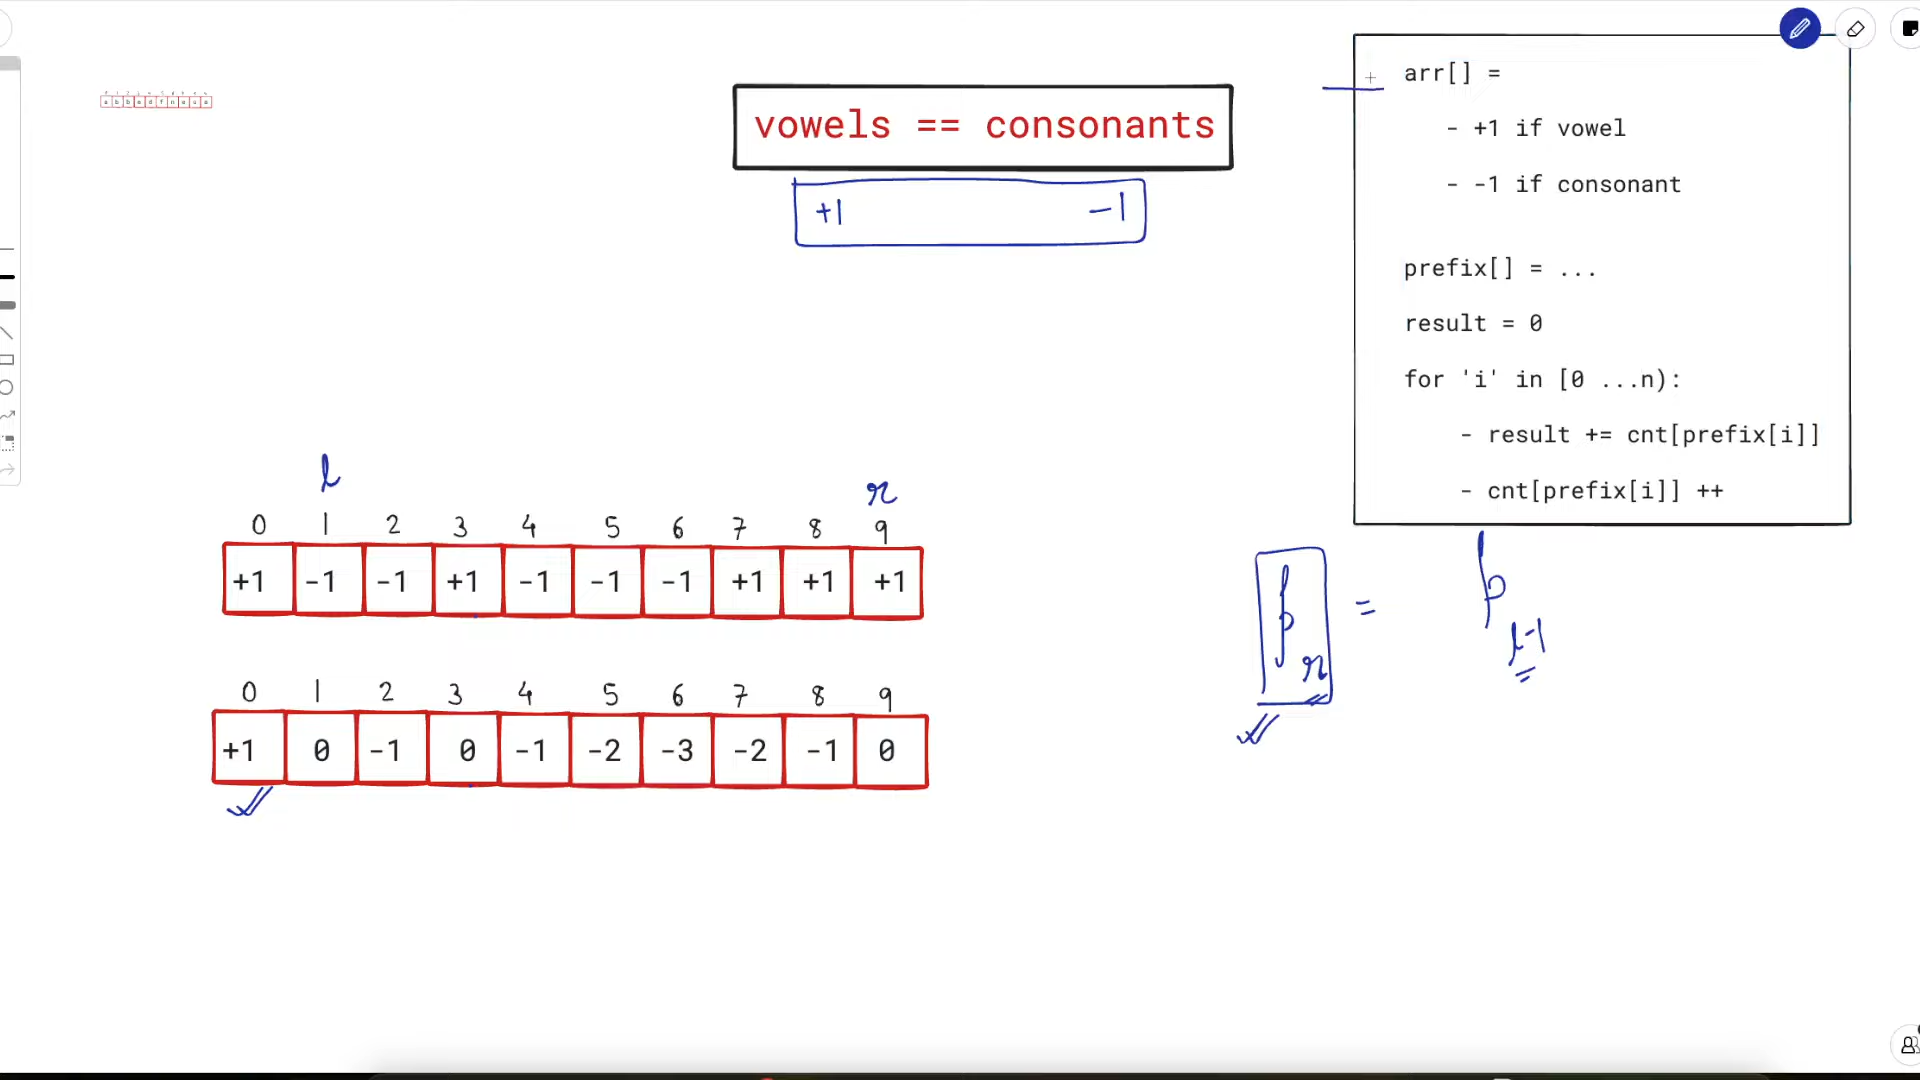 vowels == consonants
+1 -1
arr[] =
- +1 if vowel
- -1 if consonant
prefix[] = ...
result = 0
for 'i' in [0 ...n):
- result += cnt[prefix[i]]
- cnt[prefix[i]] ++
l r
0 1 2 3 4 5 6 7 8 9
+1 -1 -1 +1 -1 -1 -1 +1 +1 +1
p r = p l-1
0 1 2 3 4 5 6 7 8 9
+1 0 -1 0 -1 -2 -3 -2 -1 0